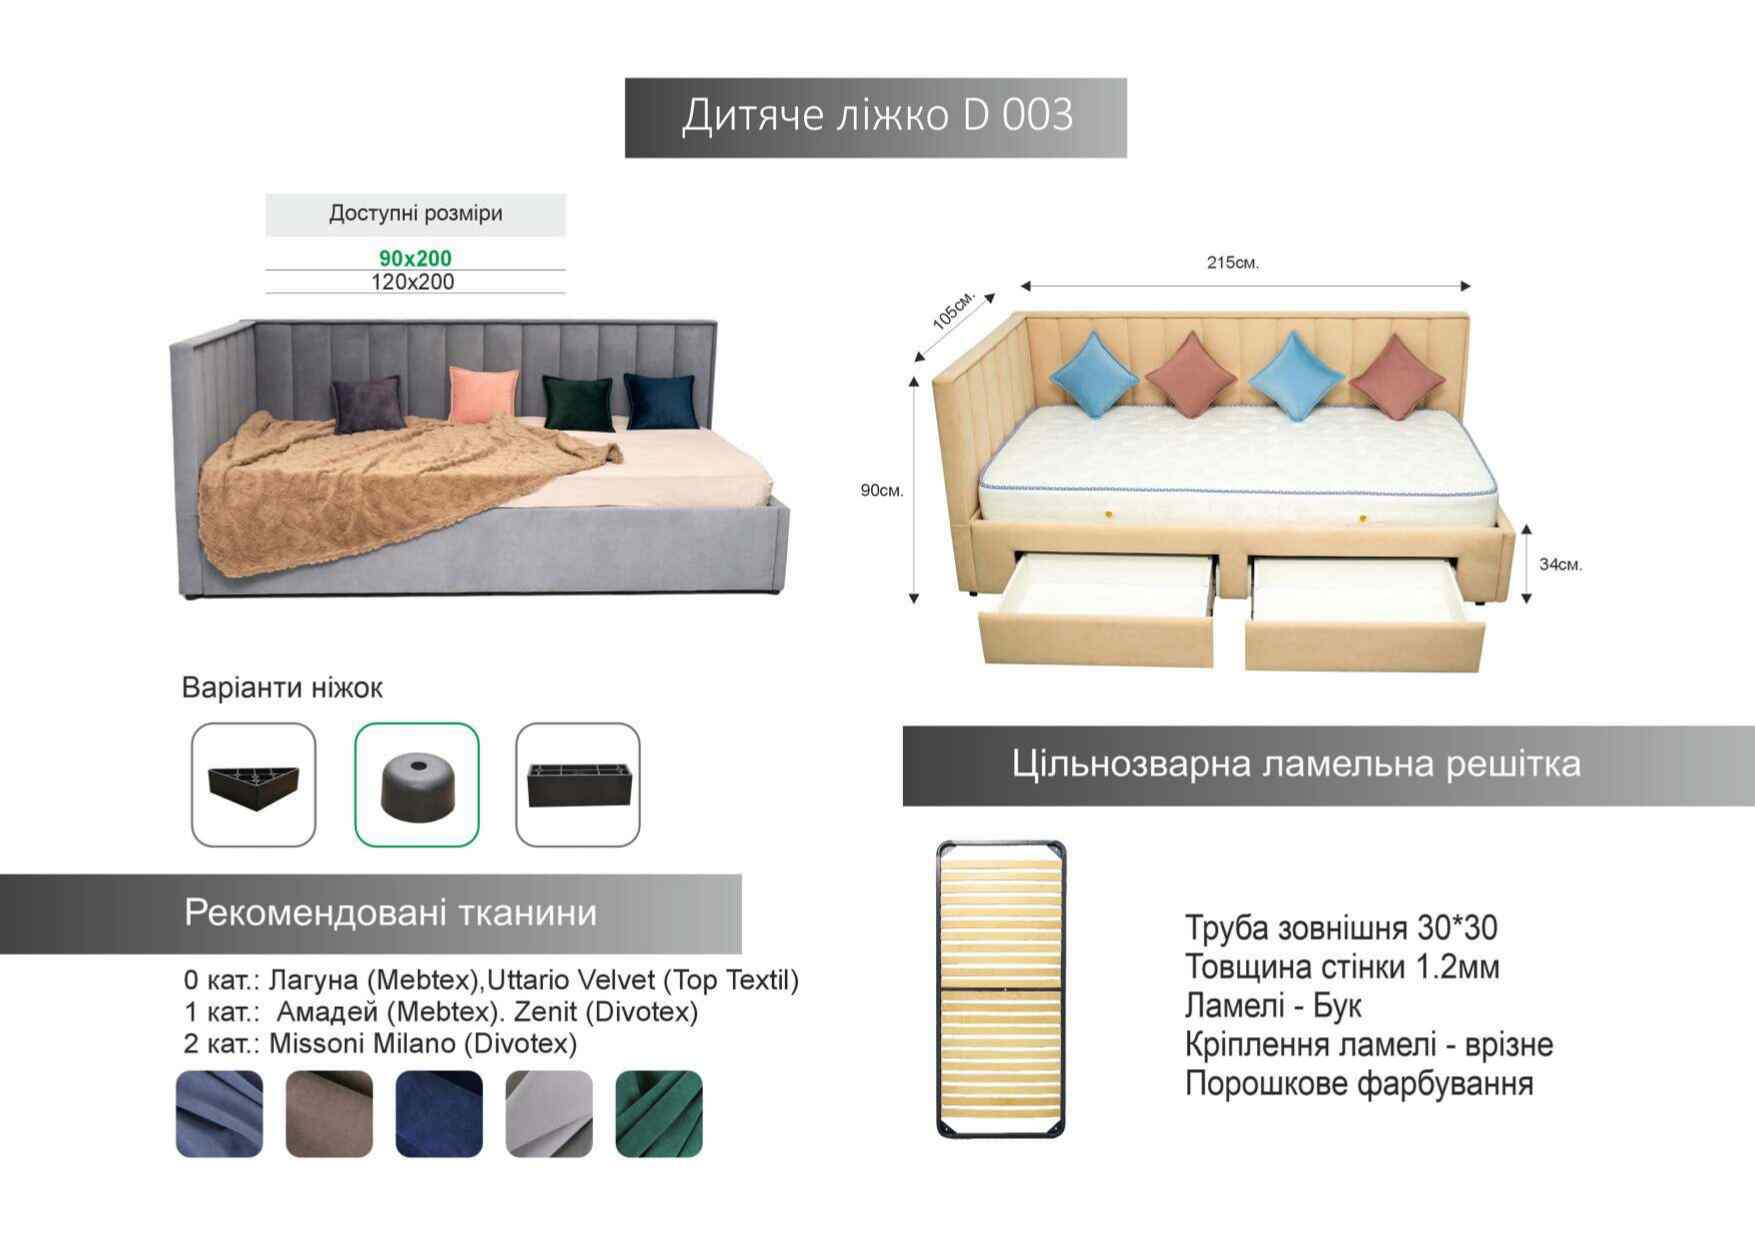 Дитяче ліжко D 003
Доступні розміри
90x200
120x200
215см.
105см.
90см.
34см.
Варіанти ніжок
Цільнозварна ламельна решітка
Рекомендовані тканини
0 кат.: Лагуна (Mebtex),Uttario Velvet (Top Textil)
1 кат.: Амадей (Mebtex). Zenit (Divotex)
2 кат.: Missoni Milano (Divotex)
Труба зовнішня 30*30
Товщина стінки 1.2мм
Ламелі - Бук
Кріплення ламелі - врізне
Порошкове фарбування